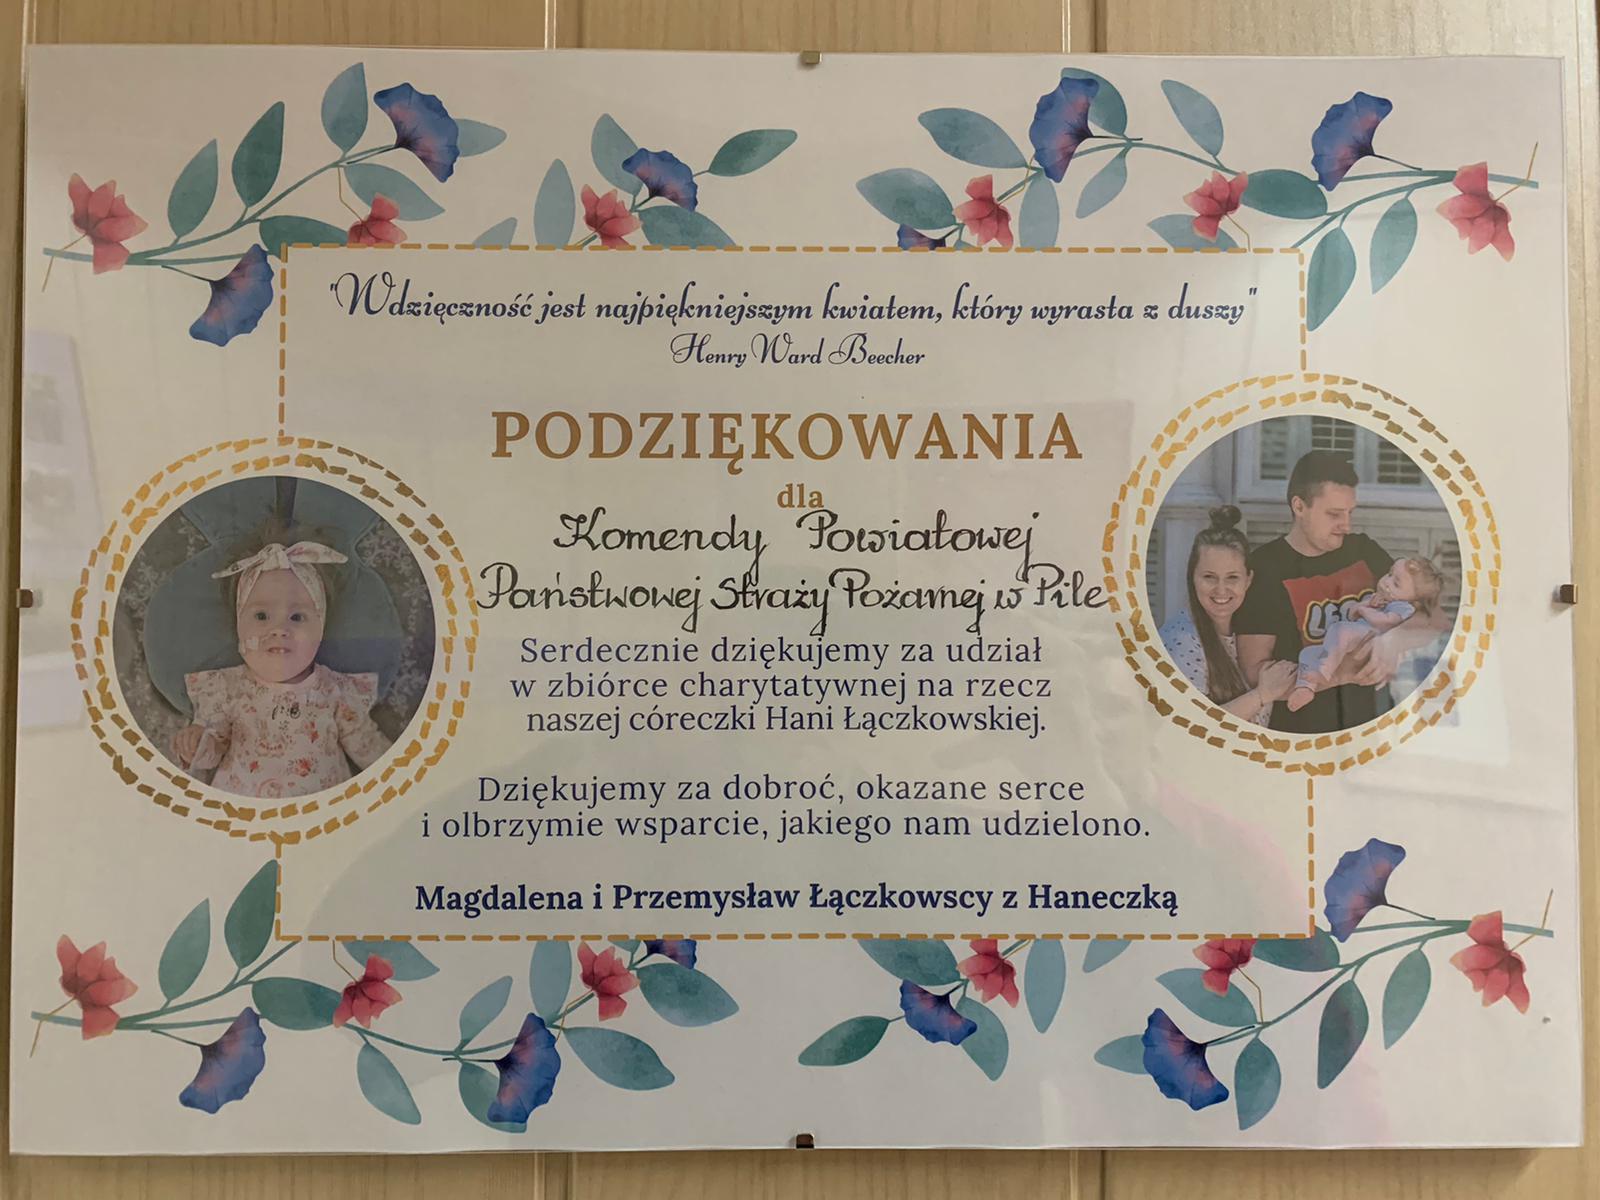 "Wdzięczność jest najpiękniejszym kwiatem, który wyrasta z duszy"
Henry Ward Beecher
PODZIĘKOWANIA
dla
Komendy Powiatowej
Państwowej Straży Pożarnej w Pile
Serdecznie dziękujemy za udział
w zbiórce charytatywnej na rzecz
naszej córeczki Hani Łączkowskiej.
Dziękujemy za dobroć, okazane serce
i olbrzymie wsparcie, jakiego nam udzielono.
Magdalena i Przemysław Łączkowscy z Haneczką